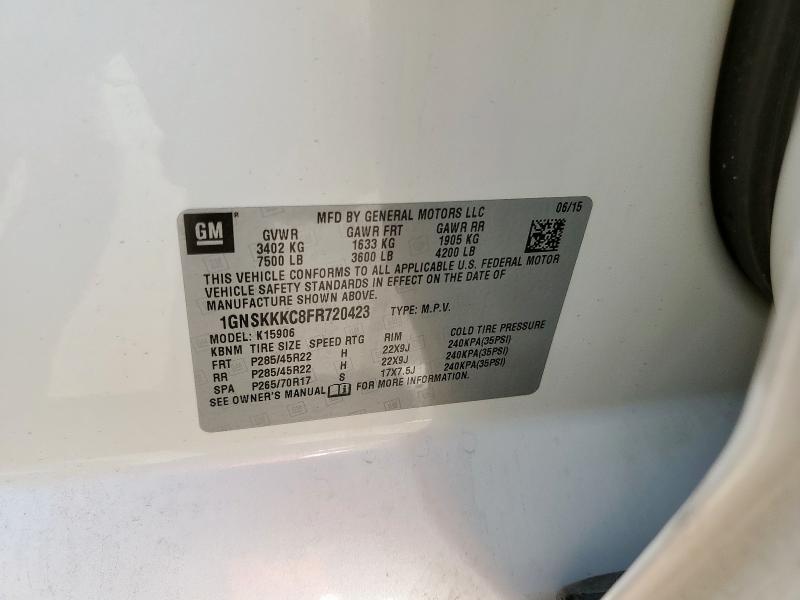 GM ®
MFD BY GENERAL MOTORS LLC 06/15
GVWR GAWR FRT GAWR RR
3402 KG 1633 KG 1905 KG
7500 LB 3600 LB 4200 LB
THIS VEHICLE CONFORMS TO ALL APPLICABLE U.S. FEDERAL MOTOR
VEHICLE SAFETY STANDARDS IN EFFECT ON THE DATE OF
MANUFACTURE SHOWN ABOVE.
1GNSKKKC8FR720423 TYPE: M.P.V.
MODEL: K15906
KBNM TIRE SIZE SPEED RTG RIM COLD TIRE PRESSURE
FRT P285/45R22 H 22X9J 240KPA(35PSI)
RR P285/45R22 H 22X9J 240KPA(35PSI)
SPA P265/70R17 S 17X7.5J 240KPA(35PSI)
SEE OWNER'S MANUAL FOR MORE INFORMATION.